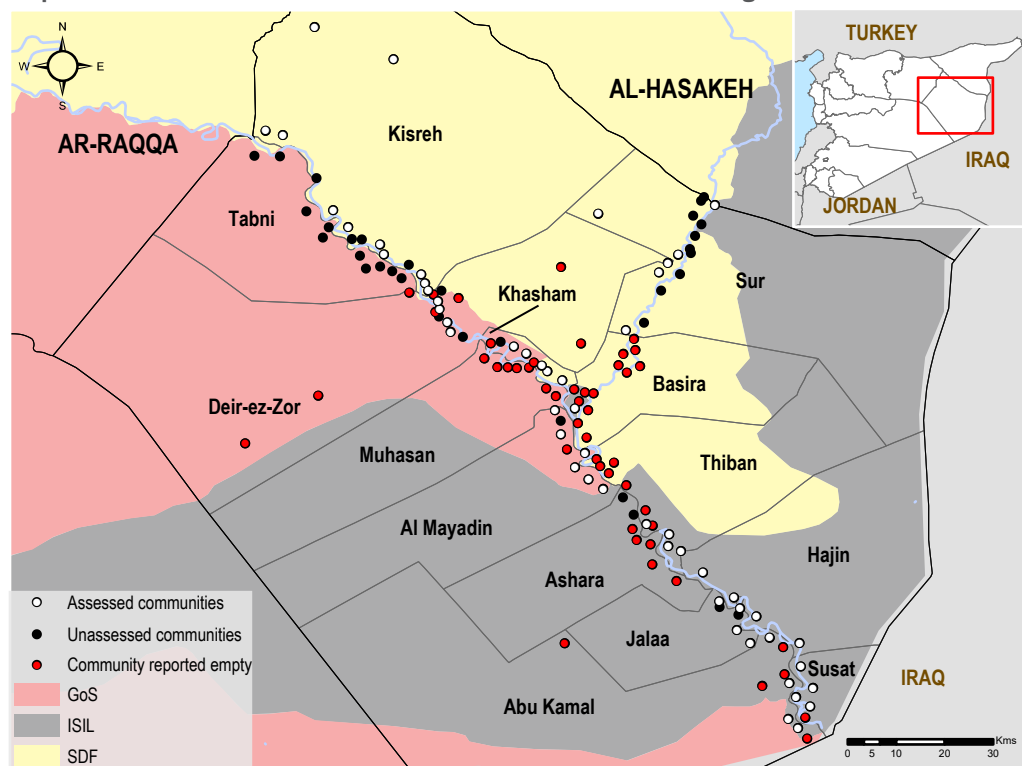 N
W
E
S
TURKEY
IRAQ
JORDAN
AL-HASAKEH
AR-RAQQA
Kisreh
Tabni
Khasham
Sur
Basira
Deir-ez-Zor
Muhasan
Thiban
Al Mayadin
Hajin
Ashara
Jalaa
Susat
Abu Kamal
IRAQ
Assessed communities
Unassessed communities
Community reported empty
GoS
ISIL
SDF
Kms
0 5 10 20 30